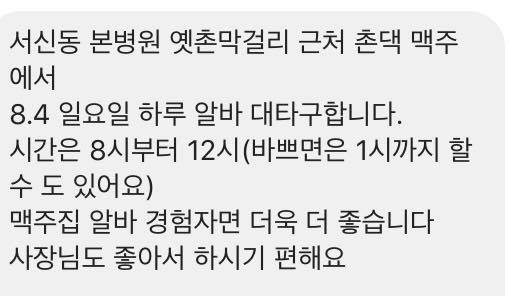 서신동 본병원 옛촌막걸리 근처 촌댁 맥주
에서
8.4 일요일 하루 알바 대타구합니다.
시간은 8시부터 12시(바쁘면은 1시까지 할
수 도 있어요)
맥주집 알바 경험자면 더욱 더 좋습니다
사장님도 좋아서 하시기 편해요